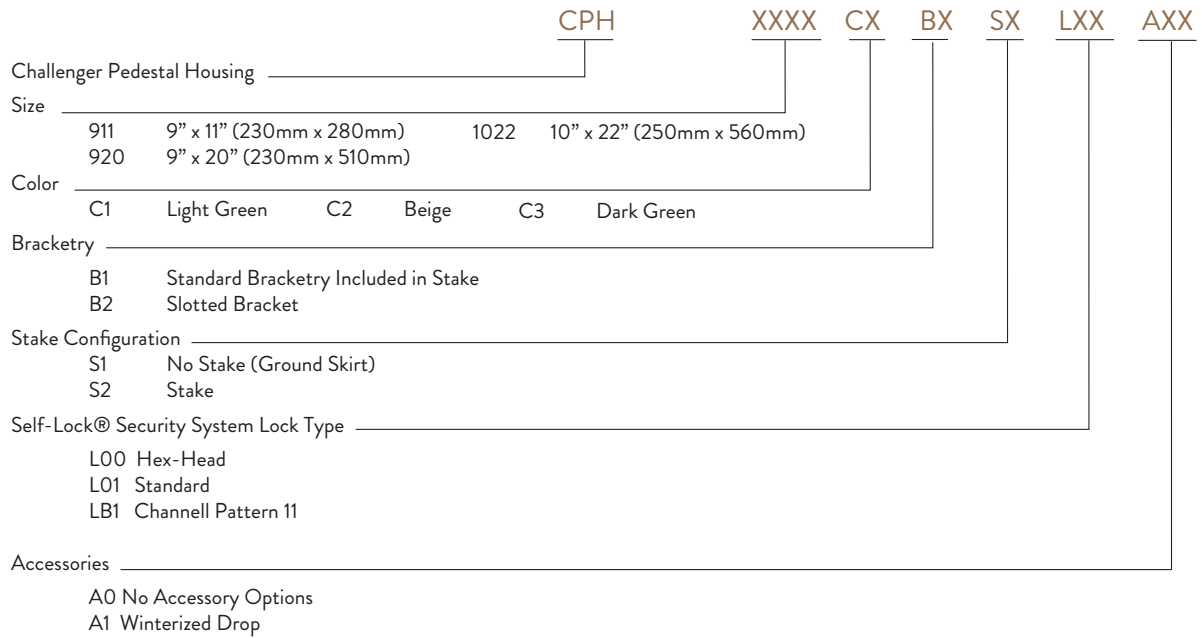 CPH XXXX CX BX SX LXX AXX
Challenger Pedestal Housing
Size
911 9” x 11” (230mm x 280mm) 1022 10” x 22” (250mm x 560mm)
920 9” x 20” (230mm x 510mm)
Color
C1 Light Green C2 Beige C3 Dark Green
Bracketry
B1 Standard Bracketry Included in Stake
B2 Slotted Bracket
Stake Configuration
S1 No Stake (Ground Skirt)
S2 Stake
Self-Lock® Security System Lock Type
L00 Hex-Head
L01 Standard
LB1 Channell Pattern 11
Accessories
A0 No Accessory Options
A1 Winterized Drop